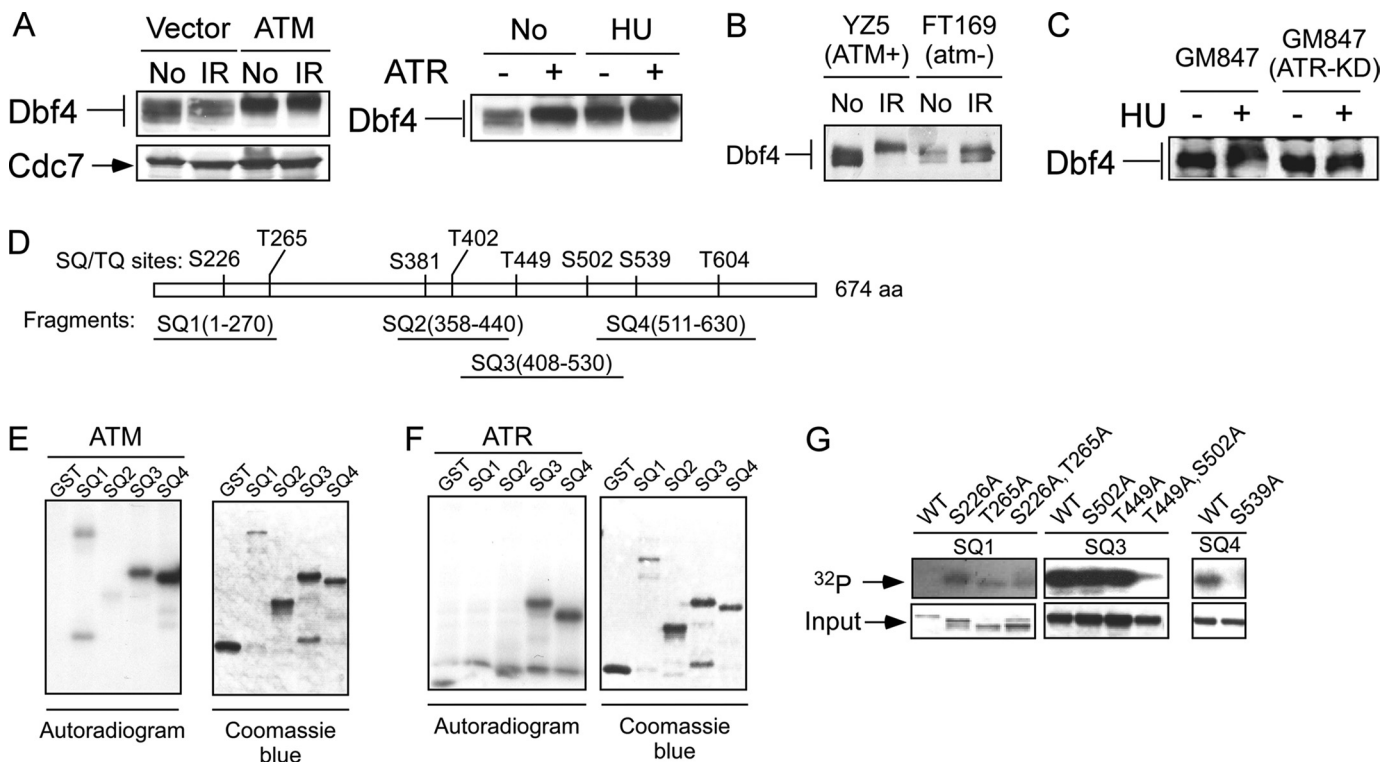 A
Vector ATM
No IR No IR
Dbf4
Cdc7
No HU
ATR - + - +
Dbf4
B
YZ5 FT169
(ATM+) (atm-)
No IR No IR
Dbf4
C
GM847 GM847
(ATR-KD)
HU - + - +
Dbf4
D
SQ/TQ sites: S226 T265 S381 T402 T449 S502 S539 T604
674 aa
Fragments: SQ1(1-270) SQ2(358-440) SQ4(511-630)
SQ3(408-530)
E
ATM
GST SQ1 SQ2 SQ3 SQ4
GST SQ1 SQ2 SQ3 SQ4
Autoradiogram
Coomassie
blue
F
ATR
GST SQ1 SQ2 SQ3 SQ4
GST SQ1 SQ2 SQ3 SQ4
Autoradiogram
Coomassie
blue
G
WT S226A T265A S226A,T265A
SQ1
WT S502A T449A T449A,S502A
SQ3
WT S539A
SQ4
32P
Input